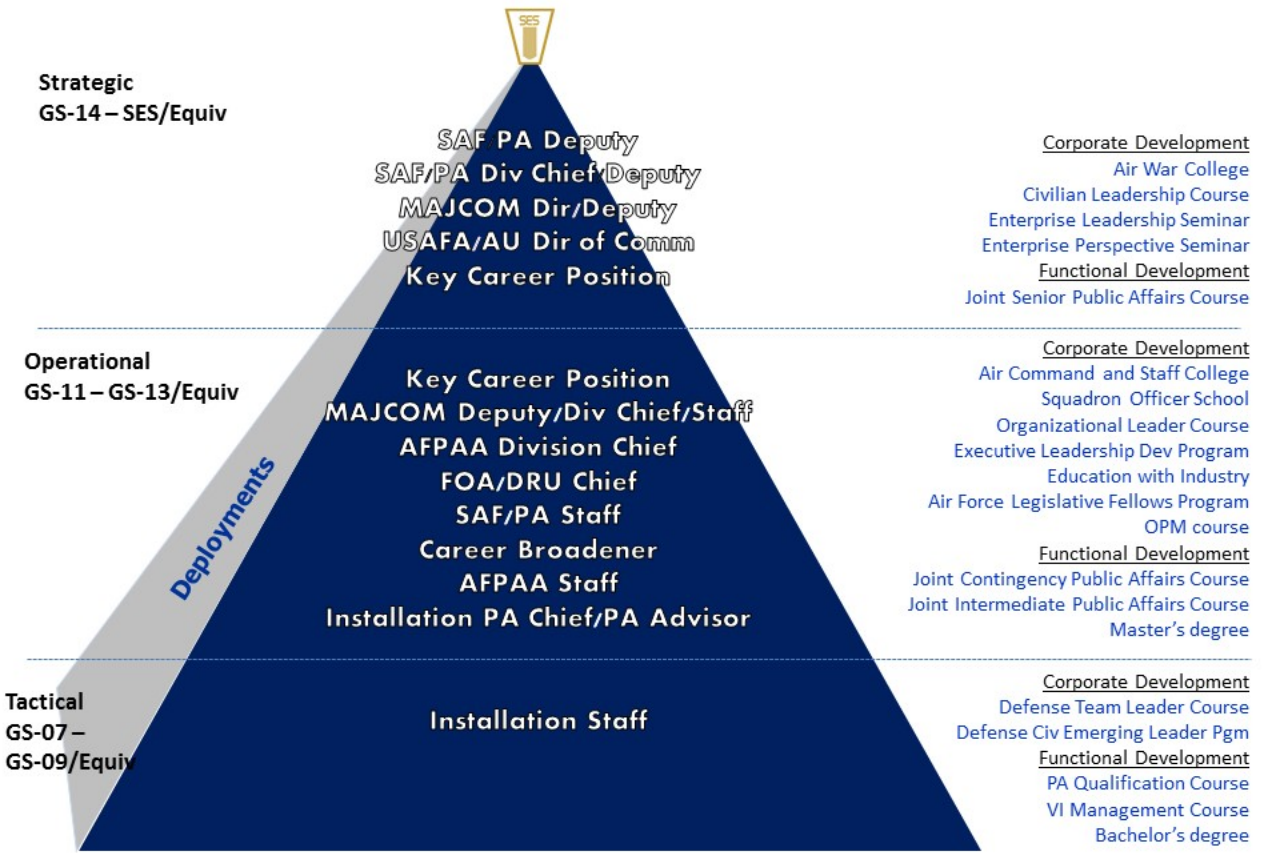 SES
Strategic
GS-14 – SES/Equiv
SAF PA Deputy
SAF/PA Div Chief/Deputy
MAJCOM Dir/Deputy
USAFA/AU Dir of Comm
Key Career Position
Corporate Development
Air War College
Civilian Leadership Course
Enterprise Leadership Seminar
Enterprise Perspective Seminar
Functional Development
Joint Senior Public Affairs Course
Operational
GS-11 – GS-13/Equiv
Deployments
Key Career Position
MAJCOM Deputy/Div Chief/Staff
AFPAA Division Chief
FOA/DRU Chief
SAF/PA Staff
Career Broadener
AFPAA Staff
Installation PA Chief/PA Advisor
Corporate Development
Air Command and Staff College
Squadron Officer School
Organizational Leader Course
Executive Leadership Dev Program
Education with Industry
Air Force Legislative Fellows Program
OPM course
Functional Development
Joint Contingency Public Affairs Course
Joint Intermediate Public Affairs Course
Master's degree
Tactical
GS-07 –
GS-09/Equiv
Installation Staff
Corporate Development
Defense Team Leader Course
Defense Civ Emerging Leader Pgm
Functional Development
PA Qualification Course
VI Management Course
Bachelor's degree